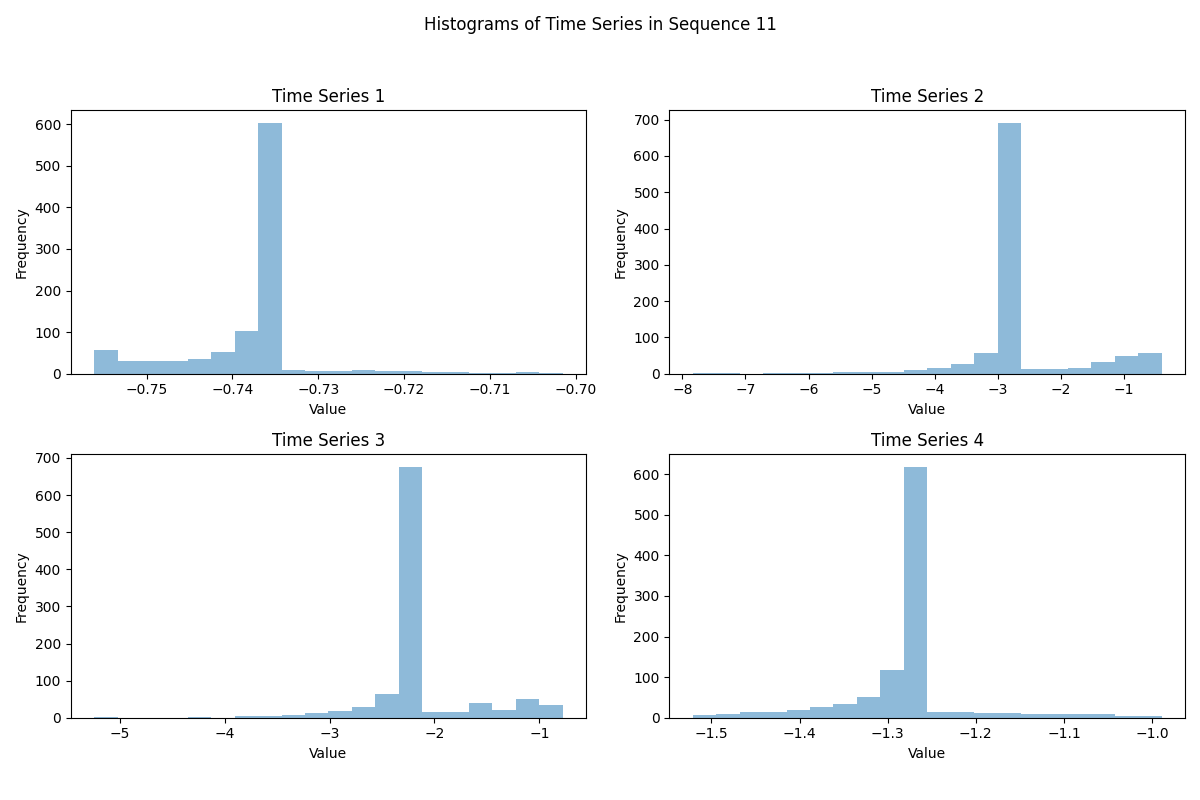 Histograms of Time Series in Sequence 11
Time Series 1
600
500
400
300
200
100
0
Frequency
−0.75 −0.74 −0.73 −0.72 −0.71 −0.70
Value
Time Series 2
700
600
500
400
300
200
100
0
Frequency
−8 −7 −6 −5 −4 −3 −2 −1
Value
Time Series 3
700
600
500
400
300
200
100
0
Frequency
−5 −4 −3 −2 −1
Value
Time Series 4
600
500
400
300
200
100
0
Frequency
−1.5 −1.4 −1.3 −1.2 −1.1 −1.0
Value